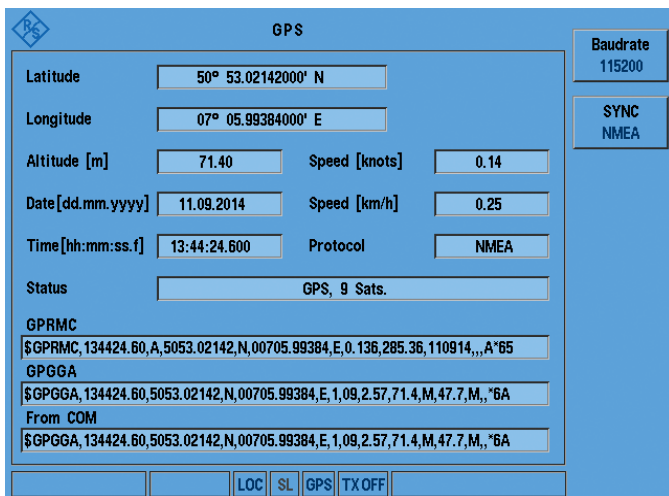 R&S
GPS
Baudrate
115200
SYNC
NMEA
Latitude 50° 53.02142000' N
Longitude 07° 05.99384000' E
Altitude [m] 71.40 Speed [knots] 0.14
Date[dd.mm.yyyy] 11.09.2014 Speed [km/h] 0.25
Time[hh:mm:ss.f] 13:44:24.600 Protocol NMEA
Status GPS, 9 Sats.
GPRMC
$GPRMC,134424.60,A,5053.02142,N,00705.99384,E,0.136,285.36,110914,,,A*65
GPGGA
$GPGGA,134424.60,5053.02142,N,00705.99384,E,1,09,2.57,71.4,M,47.7,M,,*6A
From COM
$GPGGA,134424.60,5053.02142,N,00705.99384,E,1,09,2.57,71.4,M,47.7,M,,*6A
LOC SL GPS TX OFF